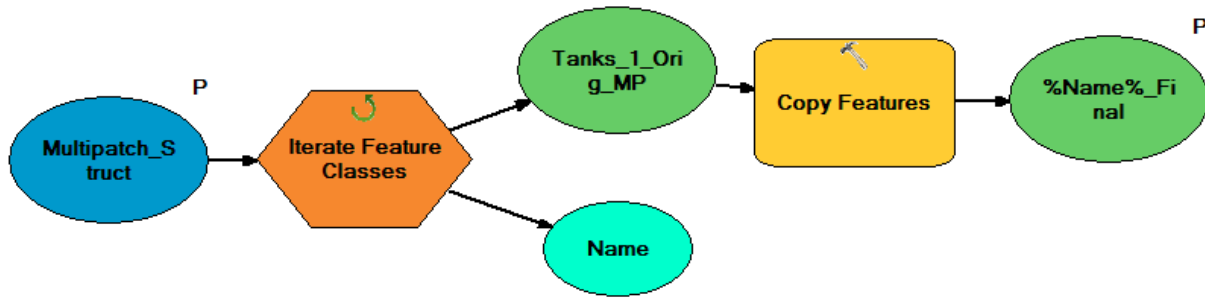 P
Multipatch_S
truct
Iterate Feature
Classes
Tanks_1_Ori
g_MP
Name
Copy Features
P
%Name%_Fi
nal